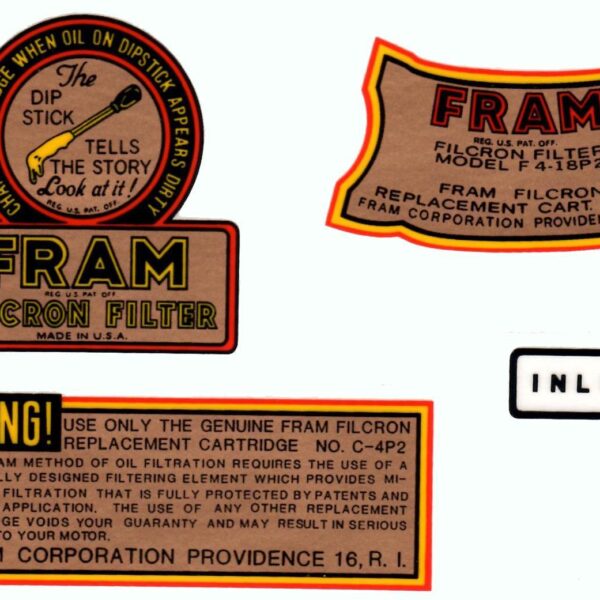 GE WHEN OIL ON DIPSTICK APPEARS DIRTY
CHA
The
DIP
STICK
TELLS
THE STORY
Look at it!
REG. U.S. PAT. OFF.
FRAM
REG. U.S. PAT OFF
CRON FILTER
MADE IN U.S.A.
FRAM
REG. U.S. PAT. OFF.
FILCRON FILTER
MODEL F4-18P2
FRAM FILCRON
REPLACEMENT CART.
FRAM CORPORATION PROVIDE
INL
NG!
USE ONLY THE GENUINE FRAM FILCRON
REPLACEMENT CARTRIDGE NO. C-4P2
AM METHOD OF OIL FILTRATION REQUIRES THE USE OF A
LLY DESIGNED FILTERING ELEMENT WHICH PROVIDES MI-
FILTRATION THAT IS FULLY PROTECTED BY PATENTS AND
APPLICATION. THE USE OF ANY OTHER REPLACEMENT
GE VOIDS YOUR GUARANTY AND MAY RESULT IN SERIOUS
TO YOUR MOTOR.
M CORPORATION PROVIDENCE 16, R. I.